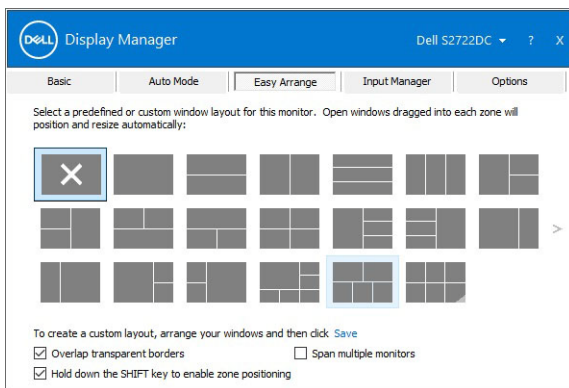 DELL Display Manager Dell S2722DC ? X
Basic Auto Mode Easy Arrange Input Manager Options
Select a predefined or custom window layout for this monitor. Open windows dragged into each zone will
position and resize automatically:
>
To create a custom layout, arrange your windows and then click Save
Overlap transparent borders Span multiple monitors
Hold down the SHIFT key to enable zone positioning